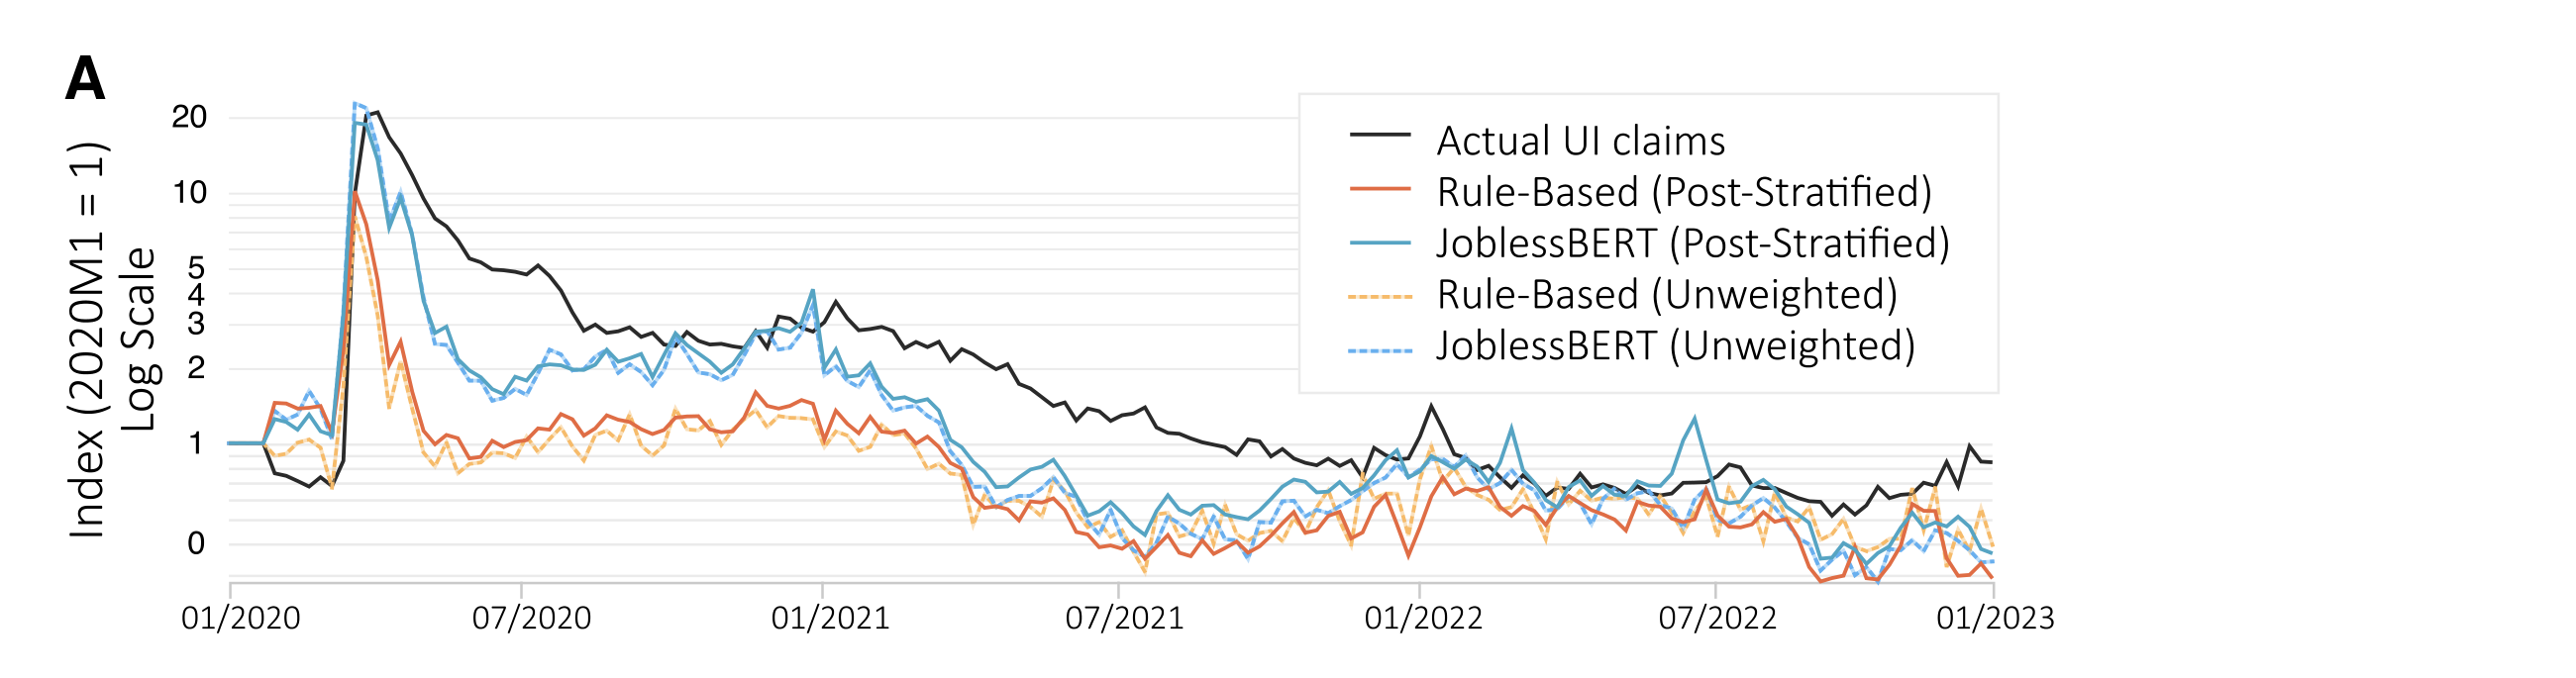 A
Index (2020M1 = 1)
Log Scale
20
10
5
4
3
2
1
0
01/2020
07/2020
01/2021
07/2021
01/2022
07/2022
01/2023
Actual UI claims
Rule-Based (Post-Stratified)
JoblessBERT (Post-Stratified)
Rule-Based (Unweighted)
JoblessBERT (Unweighted)